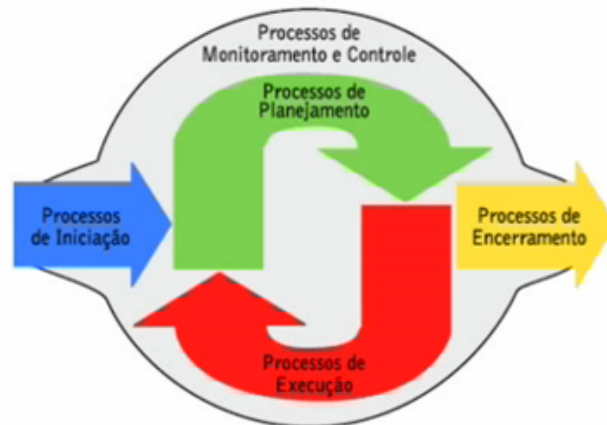 Processos de
Monitoramento e Controle
Processos de
Planejamento
Processos
de Iniciação
Processos de
Encerramento
Processos de
Execução